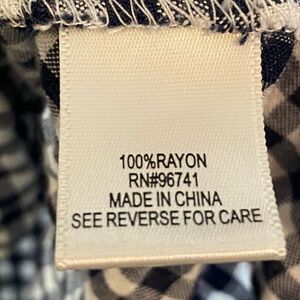 100%RAYON
RN#96741
MADE IN CHINA
SEE REVERSE FOR CARE